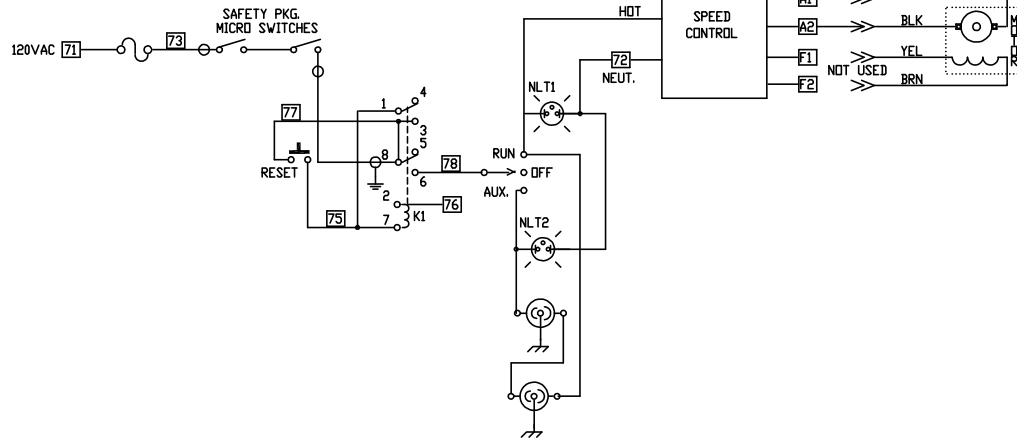 SAFETY PKG.
MICRO SWITCHES
120VAC 71
73
HOT
SPEED
CONTROL
A2
BLK
F1
YEL
NOT USED
F2
BRN
72
NEUT.
NLT1
77
1
4
3
5
8
6
RESET
78
RUN
OFF
AUX.
2
76
75
7
K1
NLT2